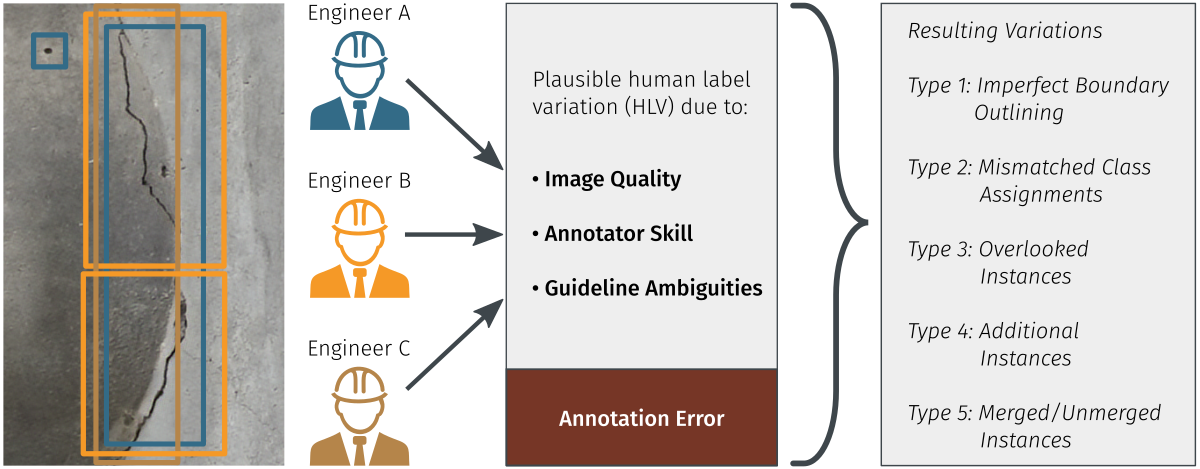 Engineer A
Engineer B
Engineer C
Plausible human label
variation (HLV) due to:
• Image Quality
• Annotator Skill
• Guideline Ambiguities
Annotation Error
Resulting Variations
Type 1: Imperfect Boundary
Outlining
Type 2: Mismatched Class
Assignments
Type 3: Overlooked
Instances
Type 4: Additional
Instances
Type 5: Merged/Unmerged
Instances